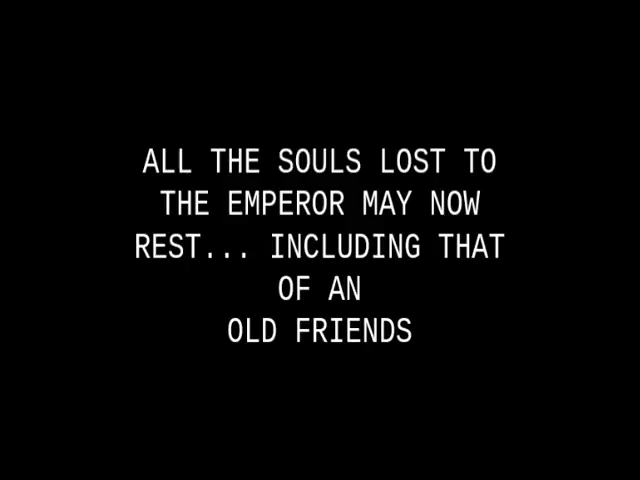 ALL THE SOULS LOST TO
THE EMPEROR MAY NOW
REST... INCLUDING THAT
OF AN
OLD FRIENDS